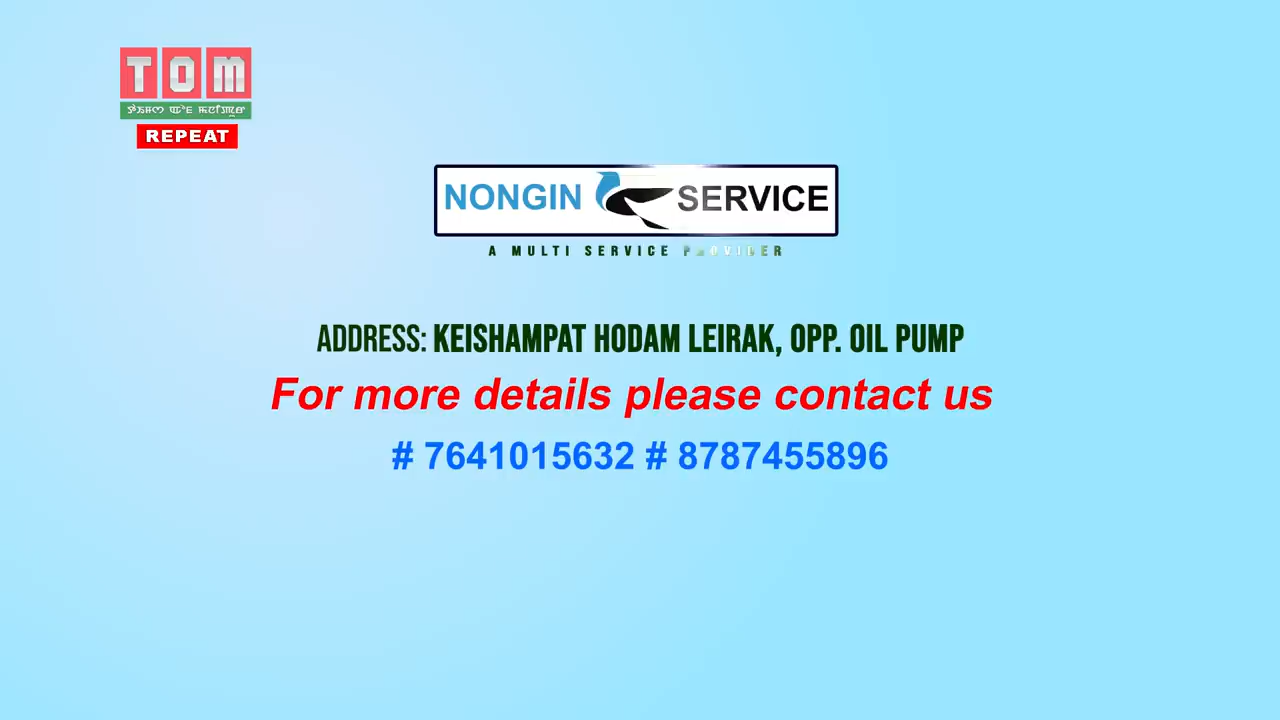 TOM
REPEAT
NONGIN SERVICE
A MULTI SERVICE PROVIDER
ADDRESS: KEISHAMPAT HODAM LEIRAK, OPP. OIL PUMP
For more details please contact us
# 7641015632 # 8787455896